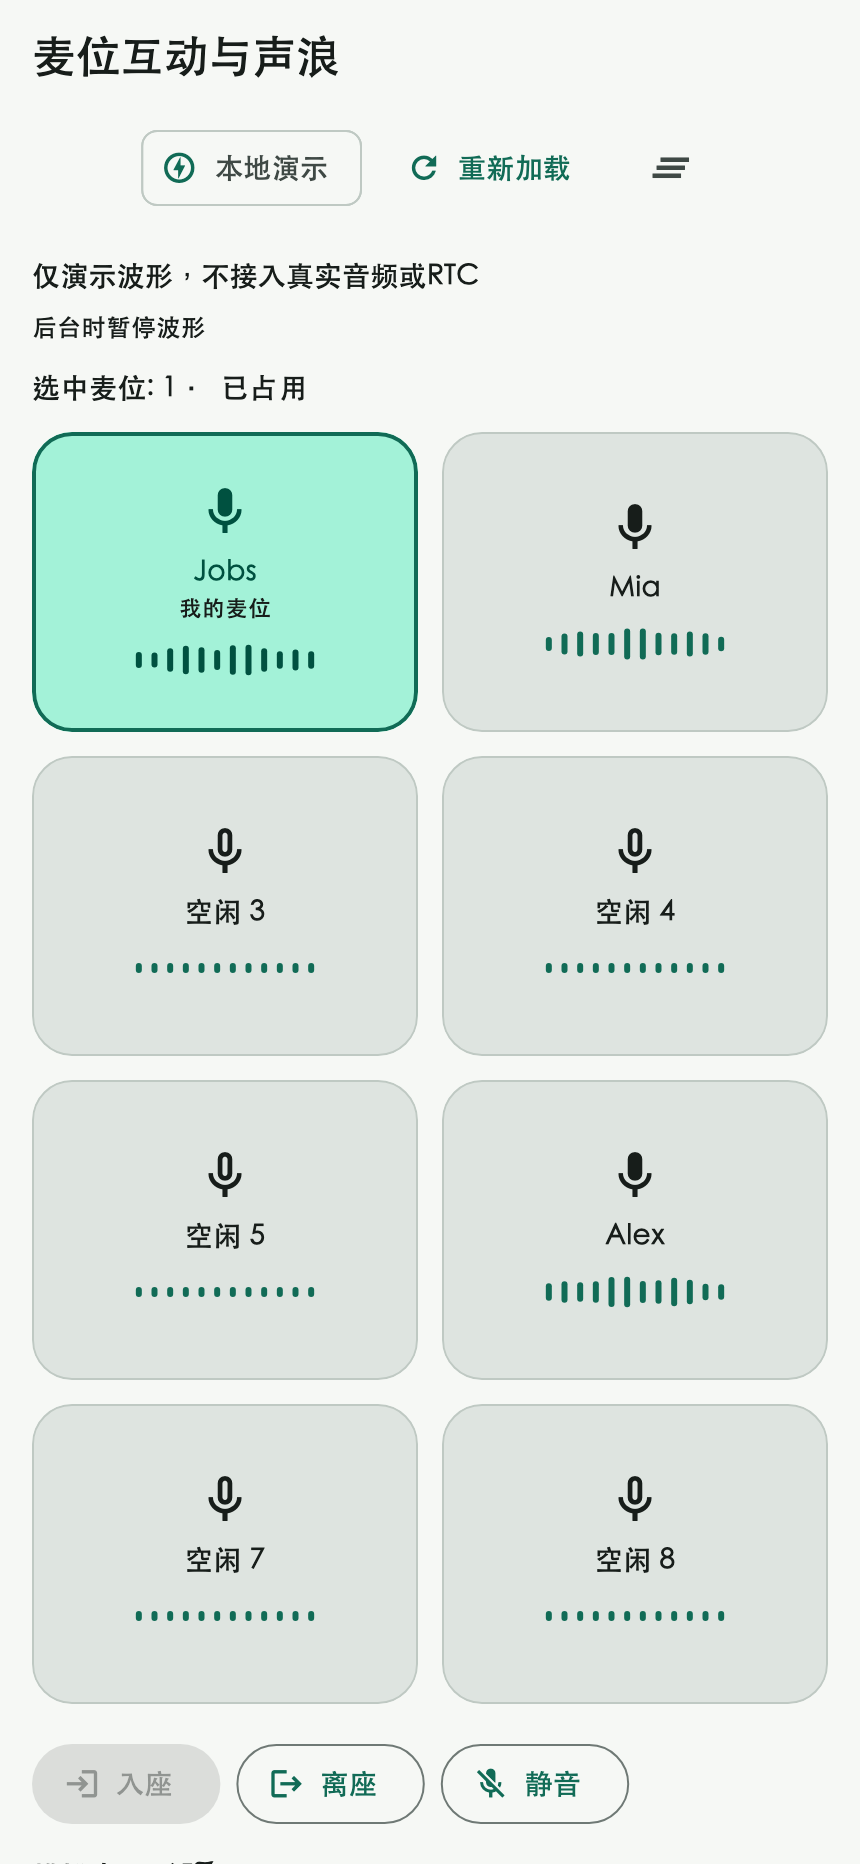 麦位互动与声浪
本地演示 重新加载
仅演示波形，不接入真实音频或RTC
后台时暂停波形
选中麦位: 1 · 已占用
Jobs
我的麦位
Mia
空闲 3
空闲 4
空闲 5
Alex
空闲 7
空闲 8
入座 离座 静音